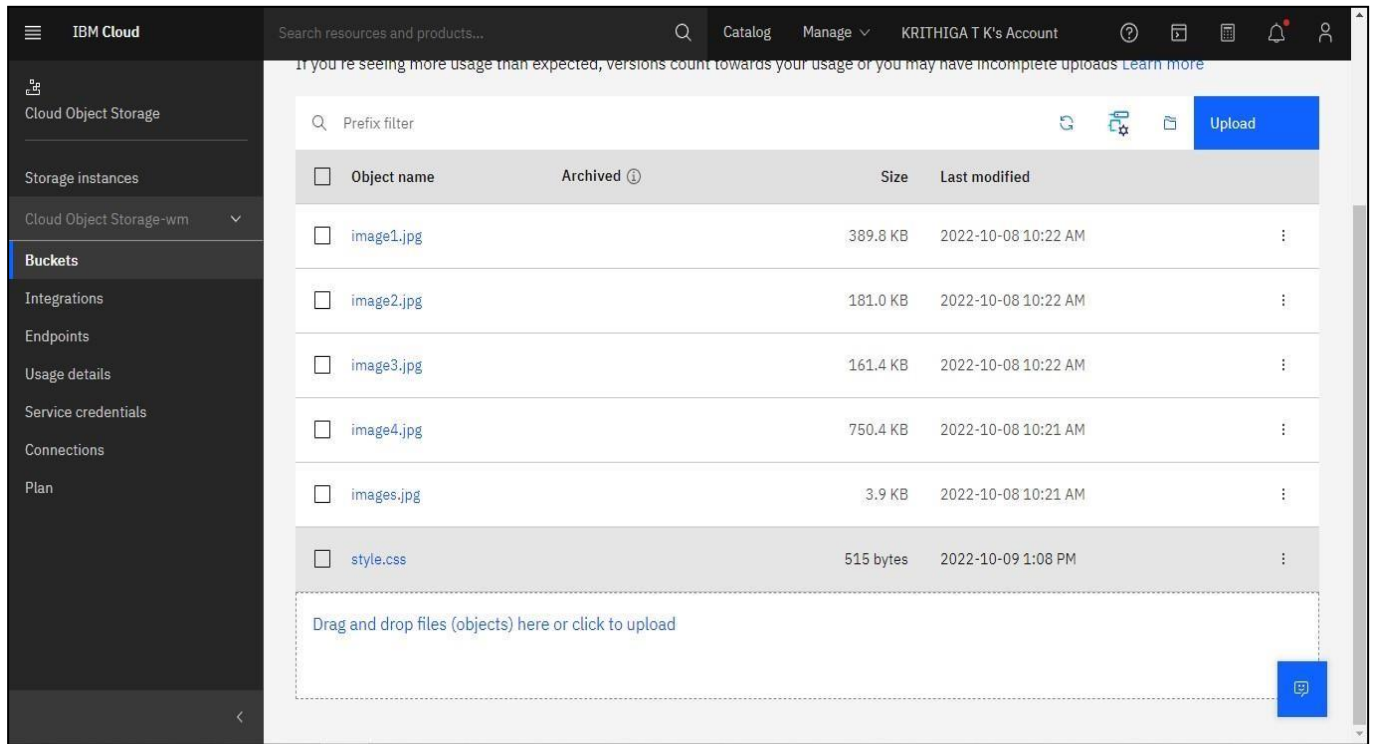 IBM Cloud
Search resources and products...
Catalog
Manage
KRITHIGA T K's Account
Cloud Object Storage
Storage instances
Cloud Object Storage-wm
Buckets
Integrations
Endpoints
Usage details
Service credentials
Connections
Plan
If you're seeing more usage than expected, versions count towards your usage or you may have incomplete uploads Learn more
Prefix filter
Upload
Object name Archived Size Last modified
image1.jpg 389.8 KB 2022-10-08 10:22 AM
image2.jpg 181.0 KB 2022-10-08 10:22 AM
image3.jpg 161.4 KB 2022-10-08 10:22 AM
image4.jpg 750.4 KB 2022-10-08 10:21 AM
images.jpg 3.9 KB 2022-10-08 10:21 AM
style.css 515 bytes 2022-10-09 1:08 PM
Drag and drop files (objects) here or click to upload